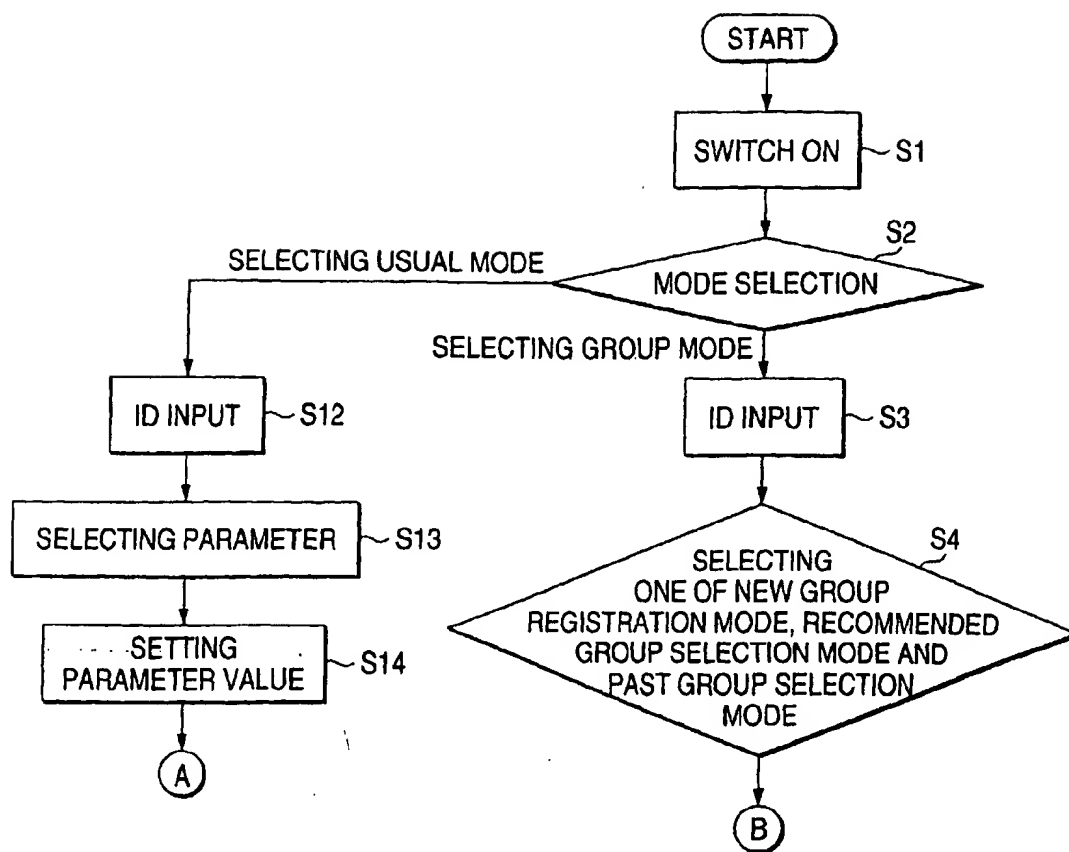 START
SWITCH ON
S1
S2
SELECTING USUAL MODE
MODE SELECTION
SELECTING GROUP MODE
ID INPUT
S12
ID INPUT
S3
SELECTING PARAMETER
S13
S4
SELECTING
ONE OF NEW GROUP
REGISTRATION MODE, RECOMMENDED
GROUP SELECTION MODE AND
PAST GROUP SELECTION
MODE
SETTING
PARAMETER VALUE
S14
A
B